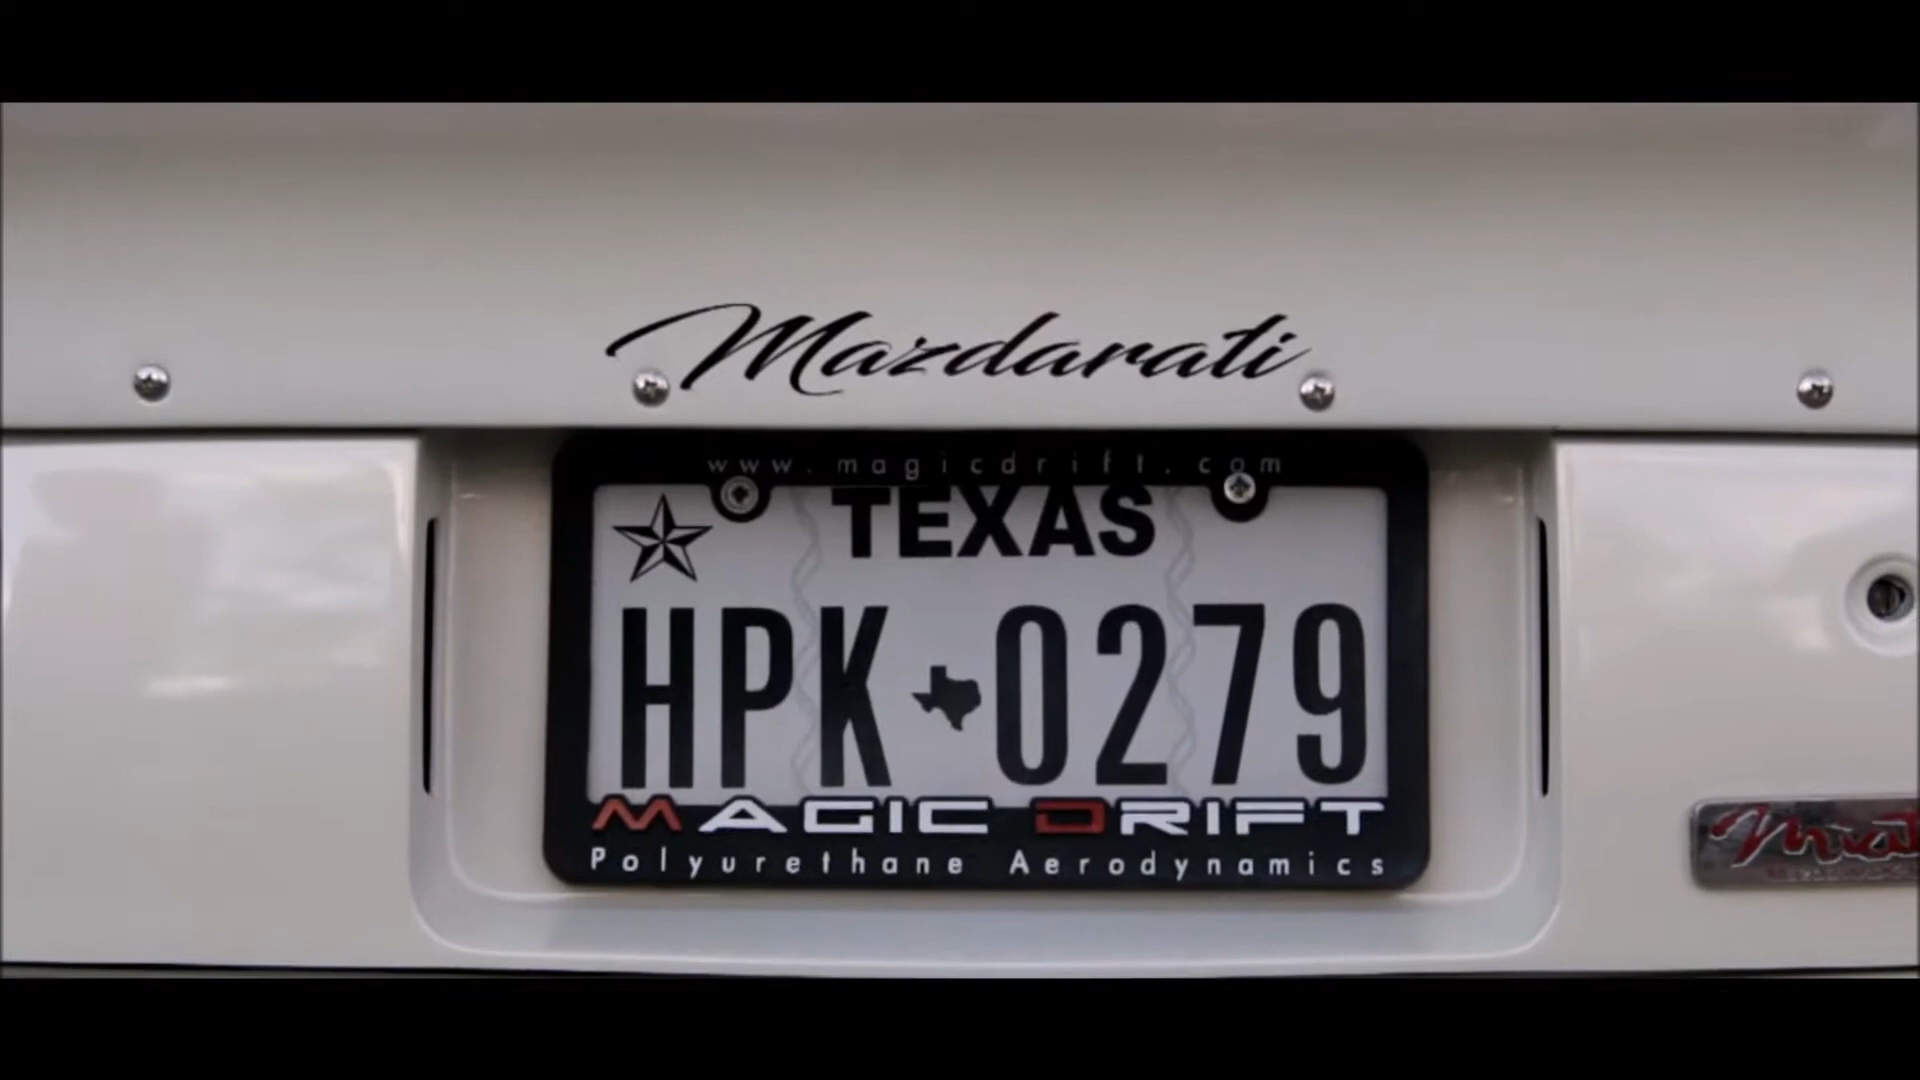 Mazdarati
www.magicdrift.com
TEXAS
HPK 0279
MAGIC DRIFT
Polyurethane Aerodynamics